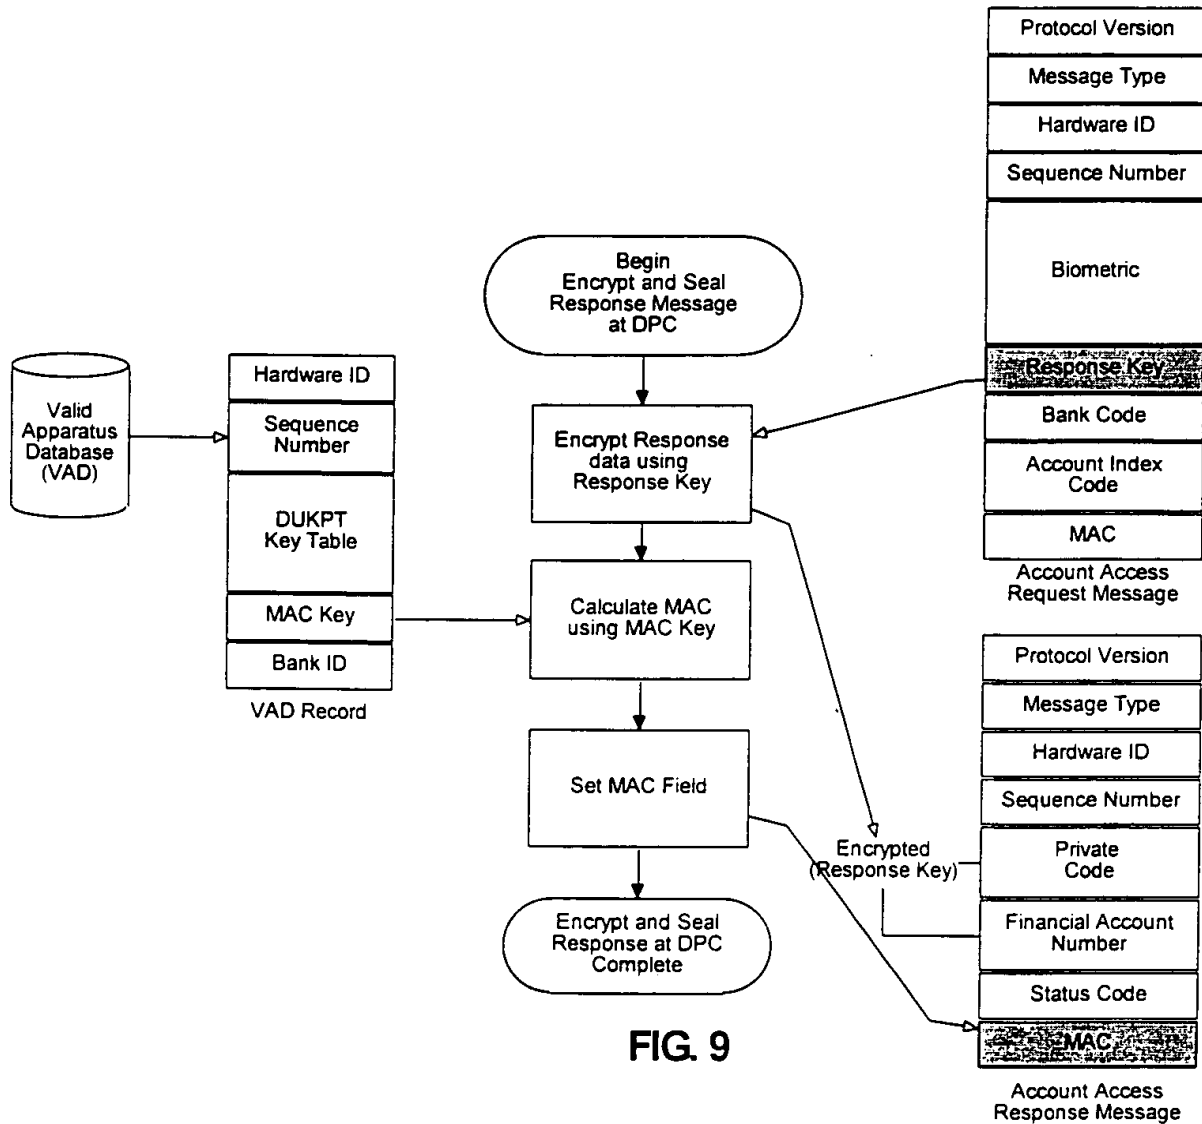 Protocol Version
Message Type
Hardware ID
Sequence Number
Biometric
Response Key
Bank Code
Account Index
Code
MAC
Account Access
Request Message
Begin
Encrypt and Seal
Response Message
at DPC
Valid
Apparatus
Database
(VAD)
Hardware ID
Sequence
Number
DUKPT
Key Table
MAC Key
Bank ID
VAD Record
Encrypt Response
data using
Response Key
Calculate MAC
using MAC Key
Set MAC Field
Encrypt and Seal
Response at DPC
Complete
Encrypted
(Response Key)
Protocol Version
Message Type
Hardware ID
Sequence Number
Private
Code
Financial Account
Number
Status Code
MAC
Account Access
Response Message
FIG. 9